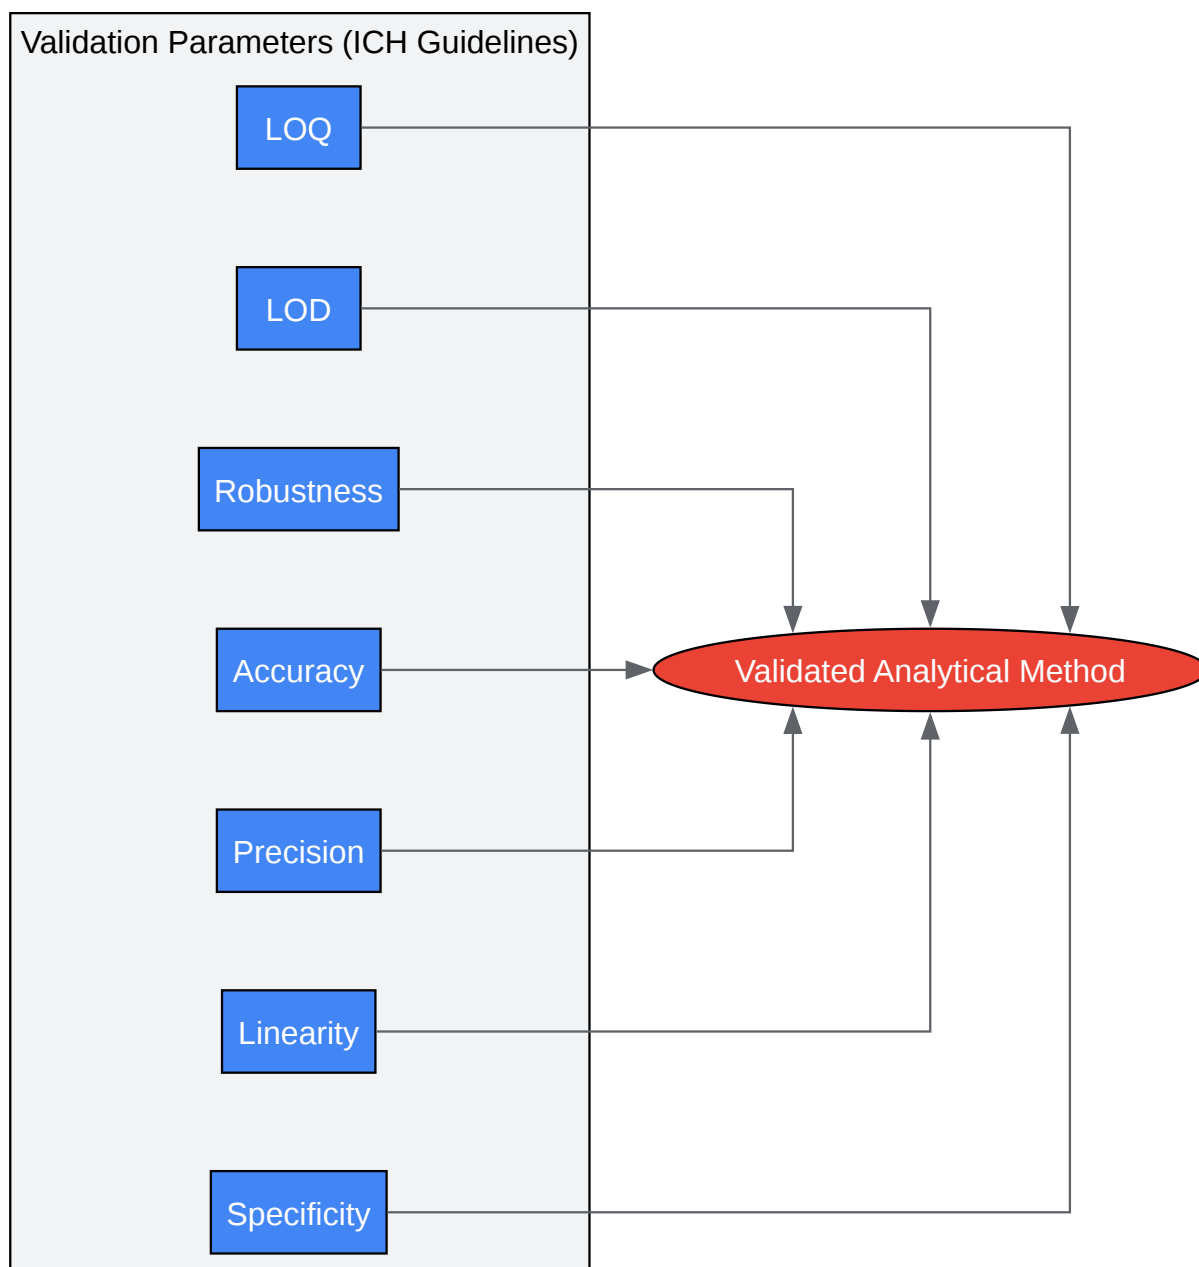 Validation Parameters (ICH Guidelines)
LOQ
LOD
Robustness
Accuracy
Validated Analytical Method
Precision
Linearity
Specificity